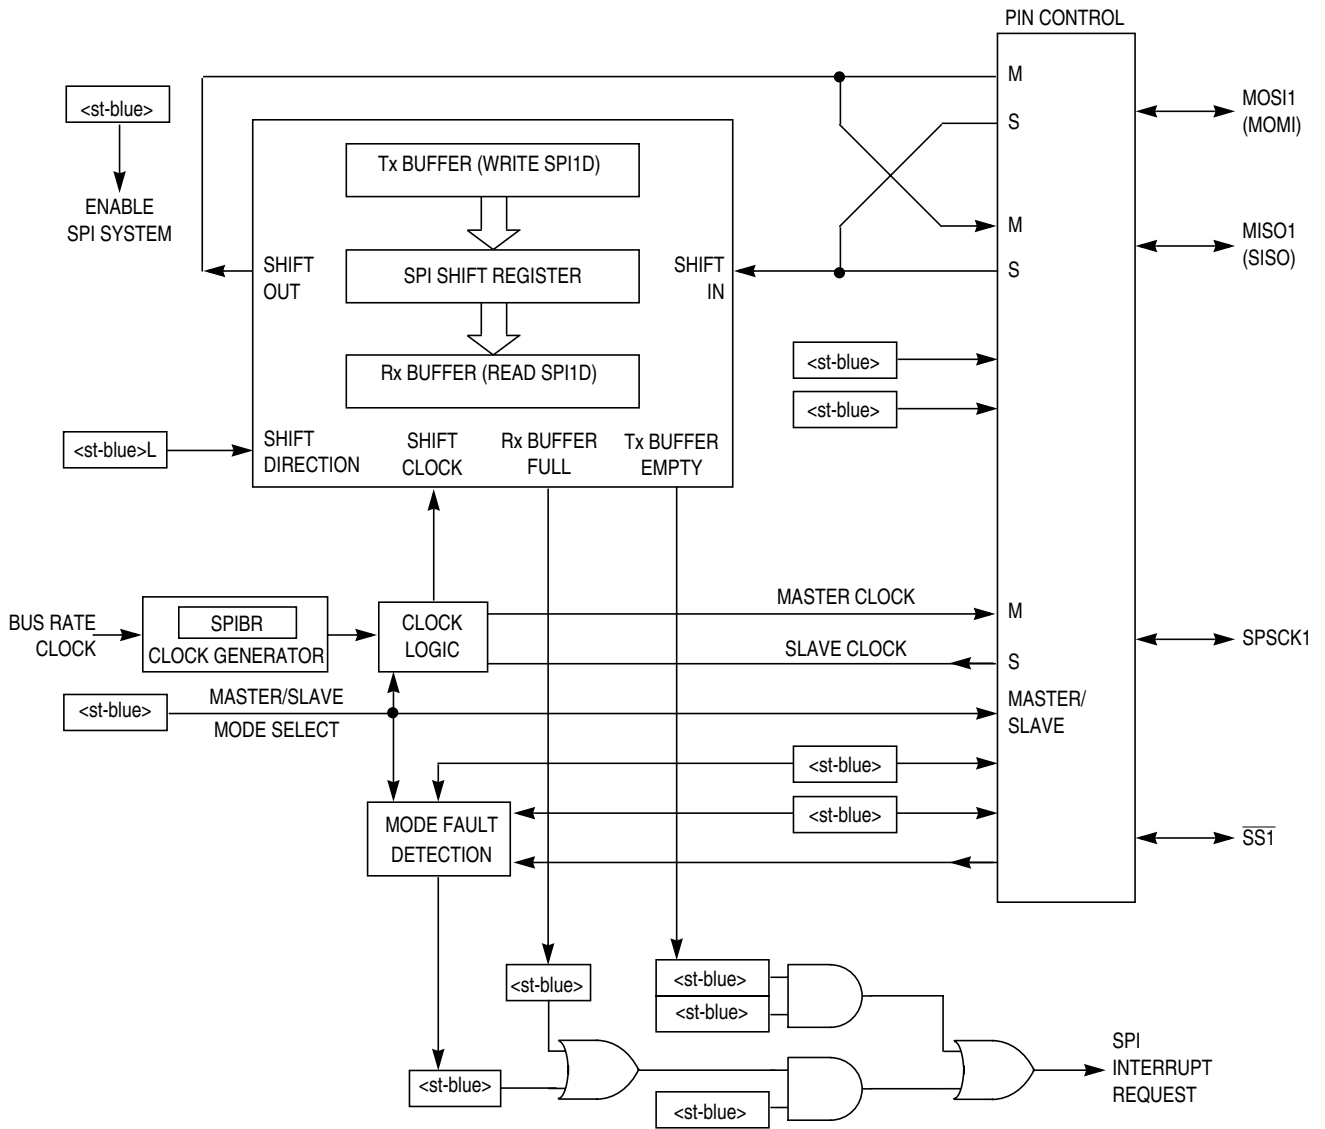 PIN CONTROL
M
MOSI1
(MOMI)
<st-blue>
S
Tx BUFFER (WRITE SPI1D)
ENABLE
SPI SYSTEM
M
MISO1
(SISO)
SHIFT
OUT
SPI SHIFT REGISTER
SHIFT
IN
S
<st-blue>
Rx BUFFER (READ SPI1D)
<st-blue>
<st-blue>L
SHIFT
DIRECTION
SHIFT
CLOCK
Rx BUFFER
FULL
Tx BUFFER
EMPTY
BUS RATE
CLOCK
SPIBR
CLOCK GENERATOR
CLOCK
LOGIC
MASTER CLOCK
M
SLAVE CLOCK
S
SPSCK1
<st-blue>
MASTER/SLAVE
MODE SELECT
MASTER/
SLAVE
<st-blue>
<st-blue>
MODE FAULT
DETECTION
SS1
<st-blue>
<st-blue>
<st-blue>
<st-blue>
<st-blue>
SPI
INTERRUPT
REQUEST